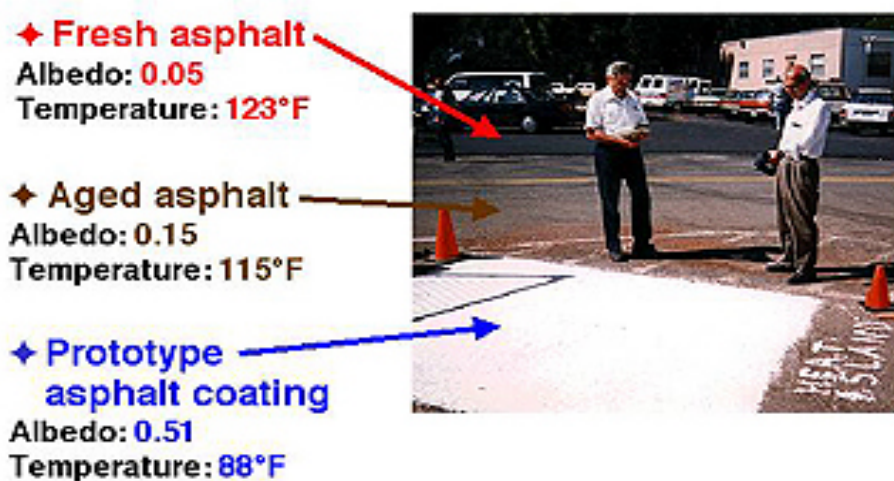 ✦ Fresh asphalt
Albedo: 0.05
Temperature: 123°F
✦ Aged asphalt
Albedo: 0.15
Temperature: 115°F
✦ Prototype
asphalt coating
Albedo: 0.51
Temperature: 88°F
HEAT
ISLAND